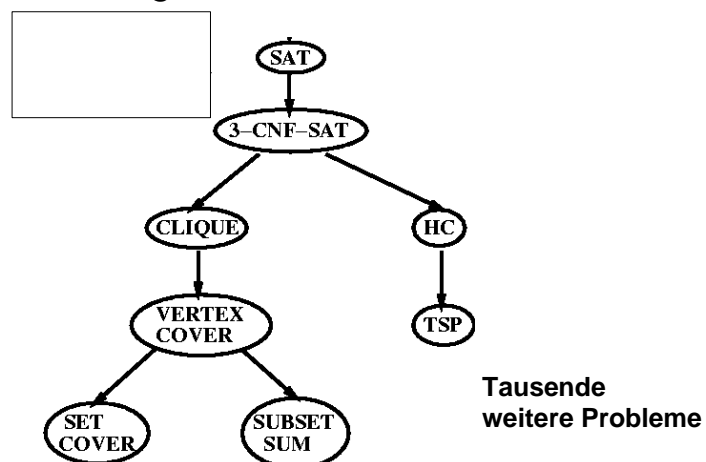 SAT
3–CNF–SAT
CLIQUE
HC
VERTEX
COVER
TSP
SET
COVER
SUBSET
SUM
Tausende
weitere Probleme